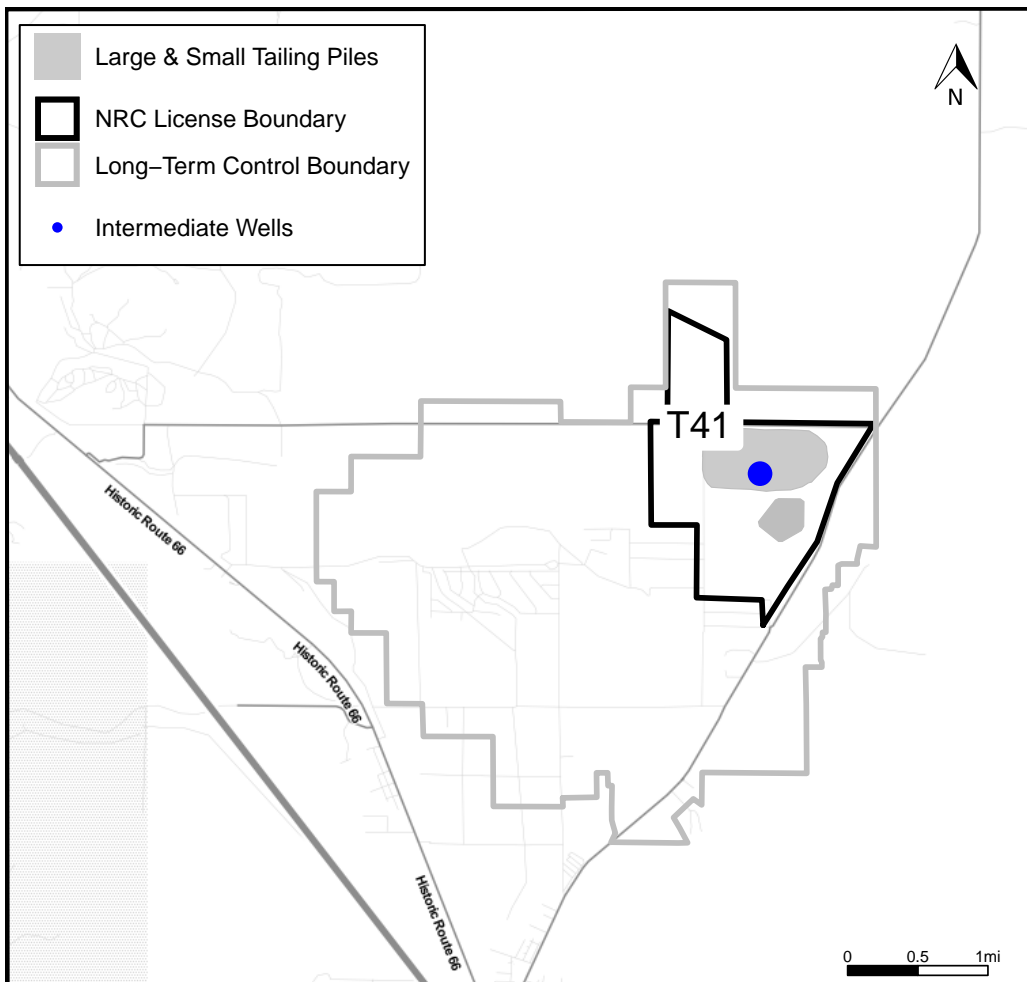 Large & Small Tailing Piles
NRC License Boundary
Long−Term Control Boundary
Intermediate Wells
N
T41
Historic Route 66
Historic Route 66
Historic Route 66
0 0.5 1mi